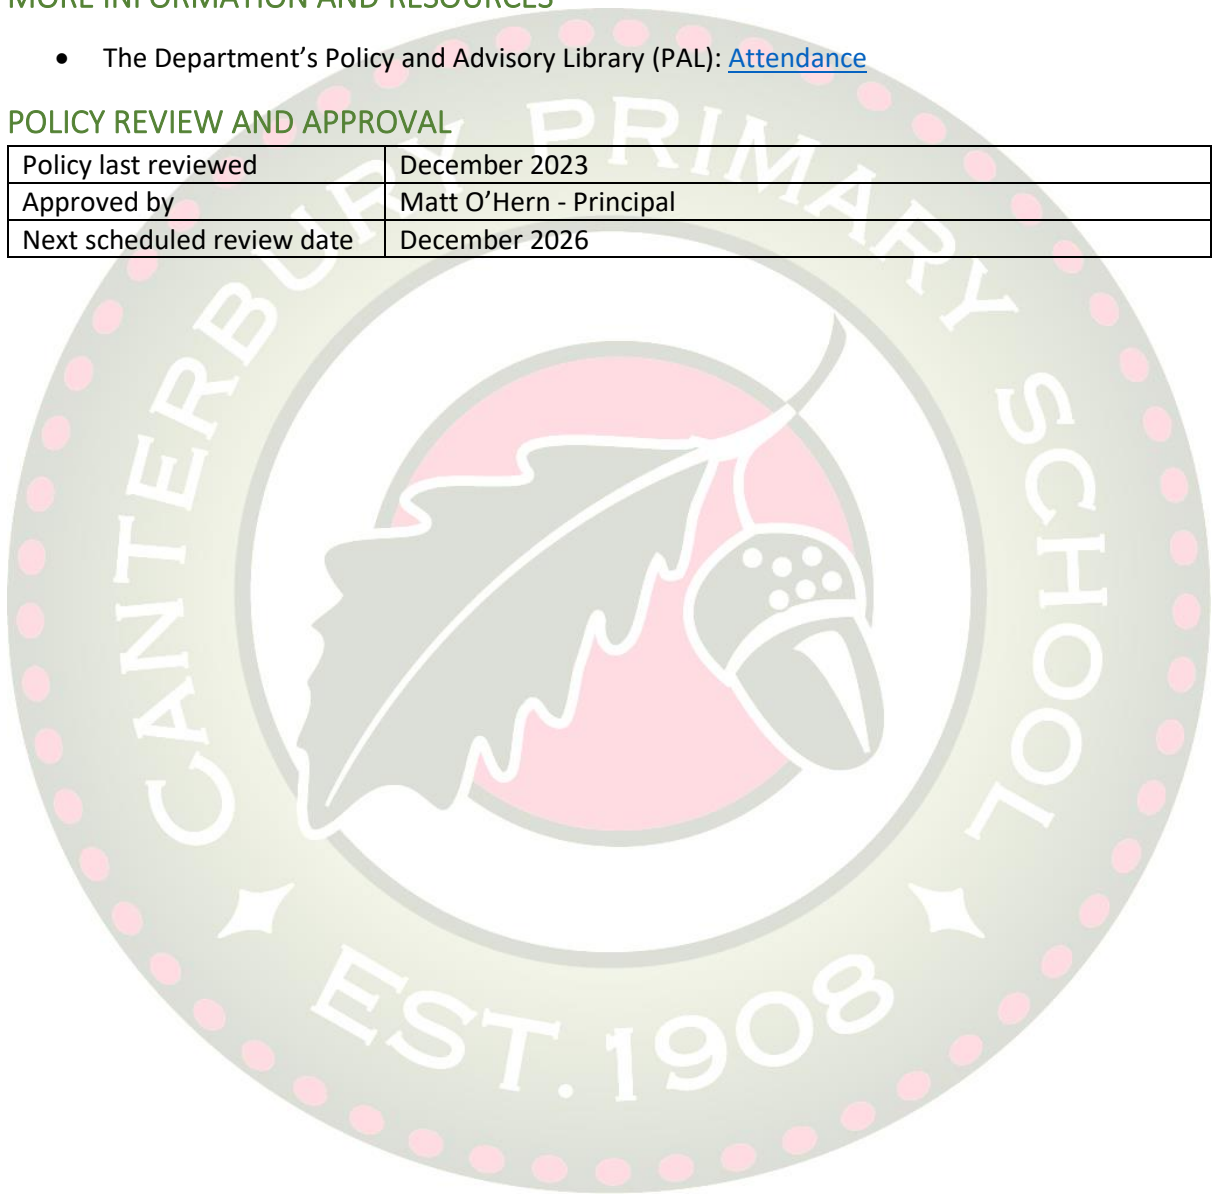 MORE INFORMATION AND RESOURCES
• The Department’s Policy and Advisory Library (PAL): Attendance
POLICY REVIEW AND APPROVAL
Policy last reviewed December 2023
Approved by Matt O’Hern - Principal
Next scheduled review date December 2026
CANTERBURY PRIMARY SCHOOL
EST. 1908